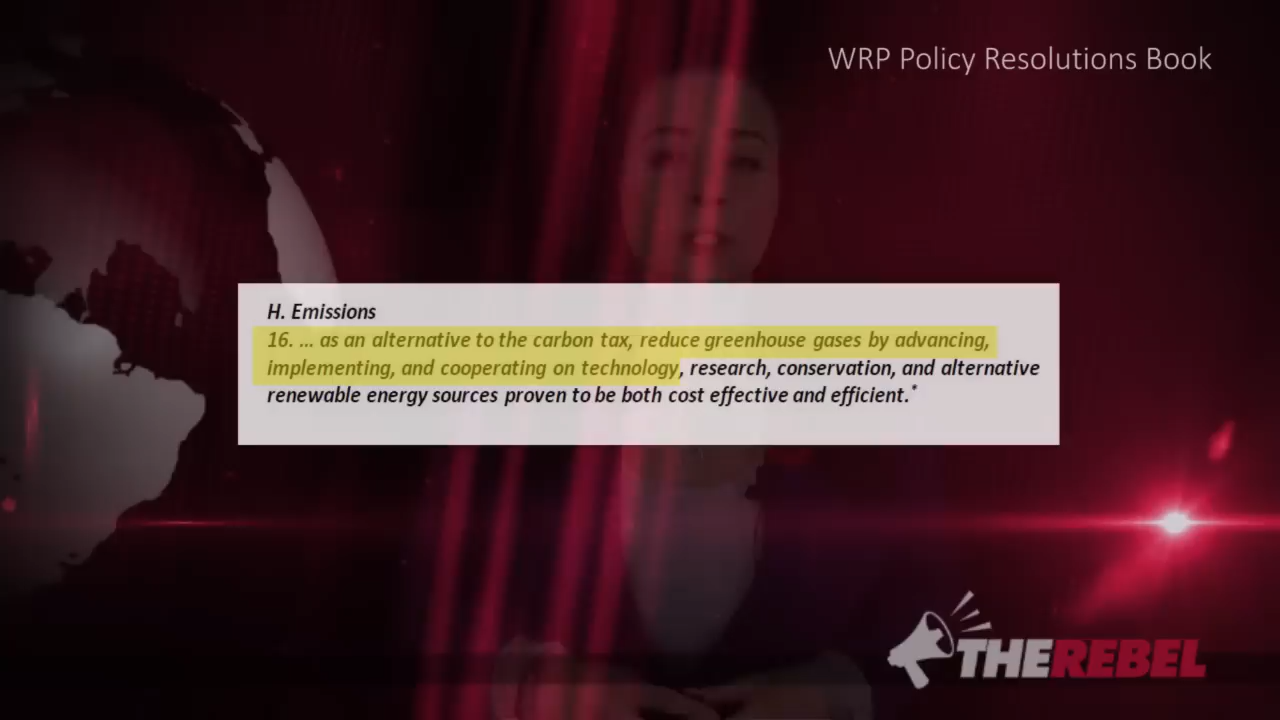 WRP Policy Resolutions Book
H. Emissions
16. ... as an alternative to the carbon tax, reduce greenhouse gases by advancing,
implementing, and cooperating on technology, research, conservation, and alternative
renewable energy sources proven to be both cost effective and efficient.*
THEREBEL